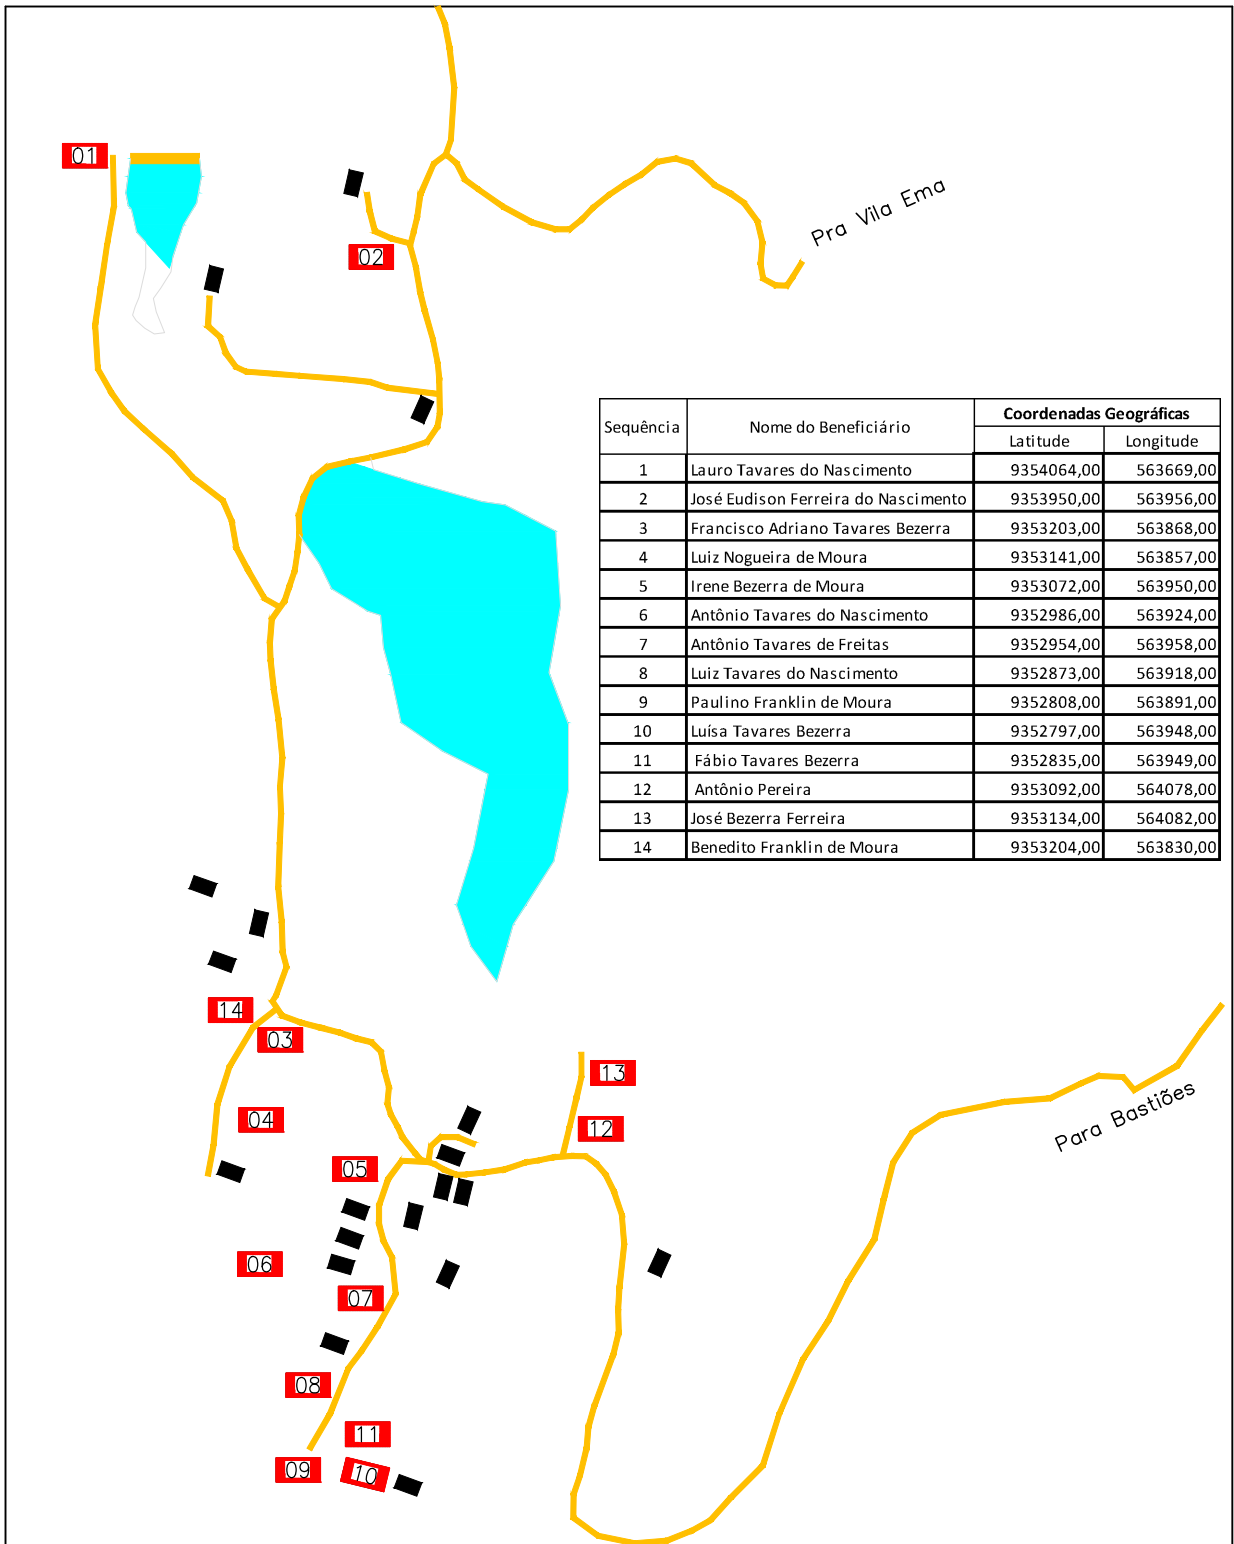 01
02
Pra Vila Ema
Sequência Nome do Beneficiário Coordenadas Geográficas
Latitude Longitude
1 Lauro Tavares do Nascimento 9354064,00 563669,00
2 José Eudison Ferreira do Nascimento 9353950,00 563956,00
3 Francisco Adriano Tavares Bezerra 9353203,00 563868,00
4 Luiz Nogueira de Moura 9353141,00 563857,00
5 Irene Bezerra de Moura 9353072,00 563950,00
6 Antônio Tavares do Nascimento 9352986,00 563924,00
7 Antônio Tavares de Freitas 9352954,00 563958,00
8 Luiz Tavares do Nascimento 9352873,00 563918,00
9 Paulino Franklin de Moura 9352808,00 563891,00
10 Luísa Tavares Bezerra 9352797,00 563948,00
11 Fábio Tavares Bezerra 9352835,00 563949,00
12 Antônio Pereira 9353092,00 564078,00
13 José Bezerra Ferreira 9353134,00 564082,00
14 Benedito Franklin de Moura 9353204,00 563830,00
14
03
13
04
12
Para Bastiões
05
06
07
08
11
09
10